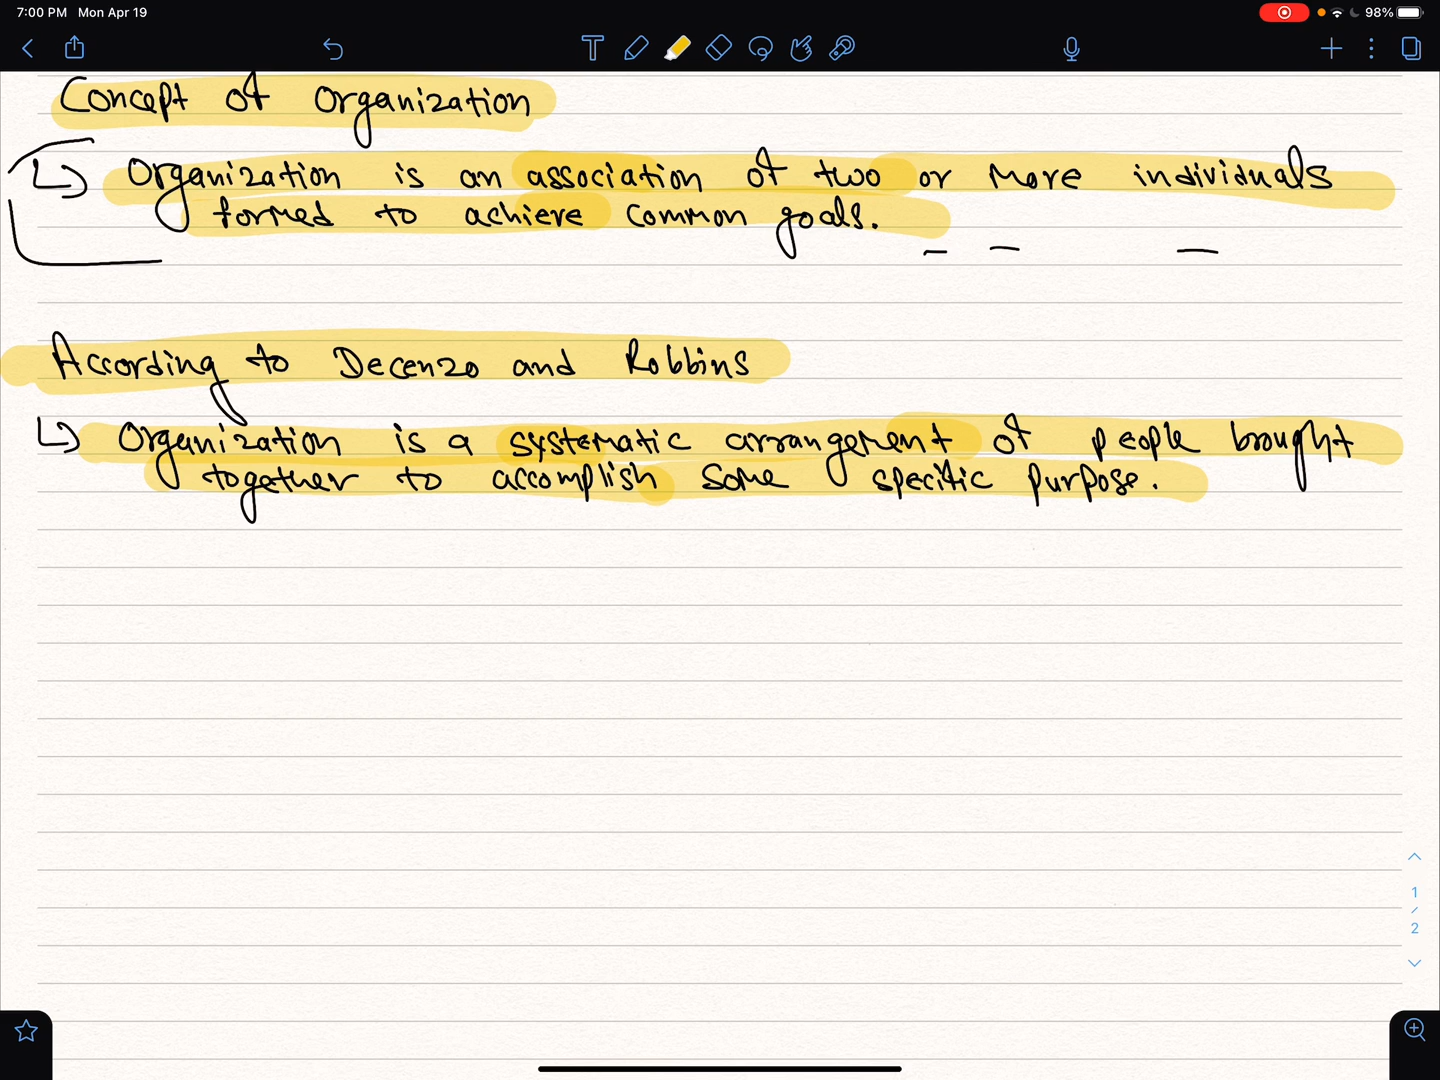 7:00 PM Mon Apr 19 98%
Concept of Organization
Organization is an association of two or more individuals
formed to achieve common goals.
According to Decenzo and Robbins
Organization is a systematic arrangement of people brought
together to accomplish some specific purpose.
1
/
2